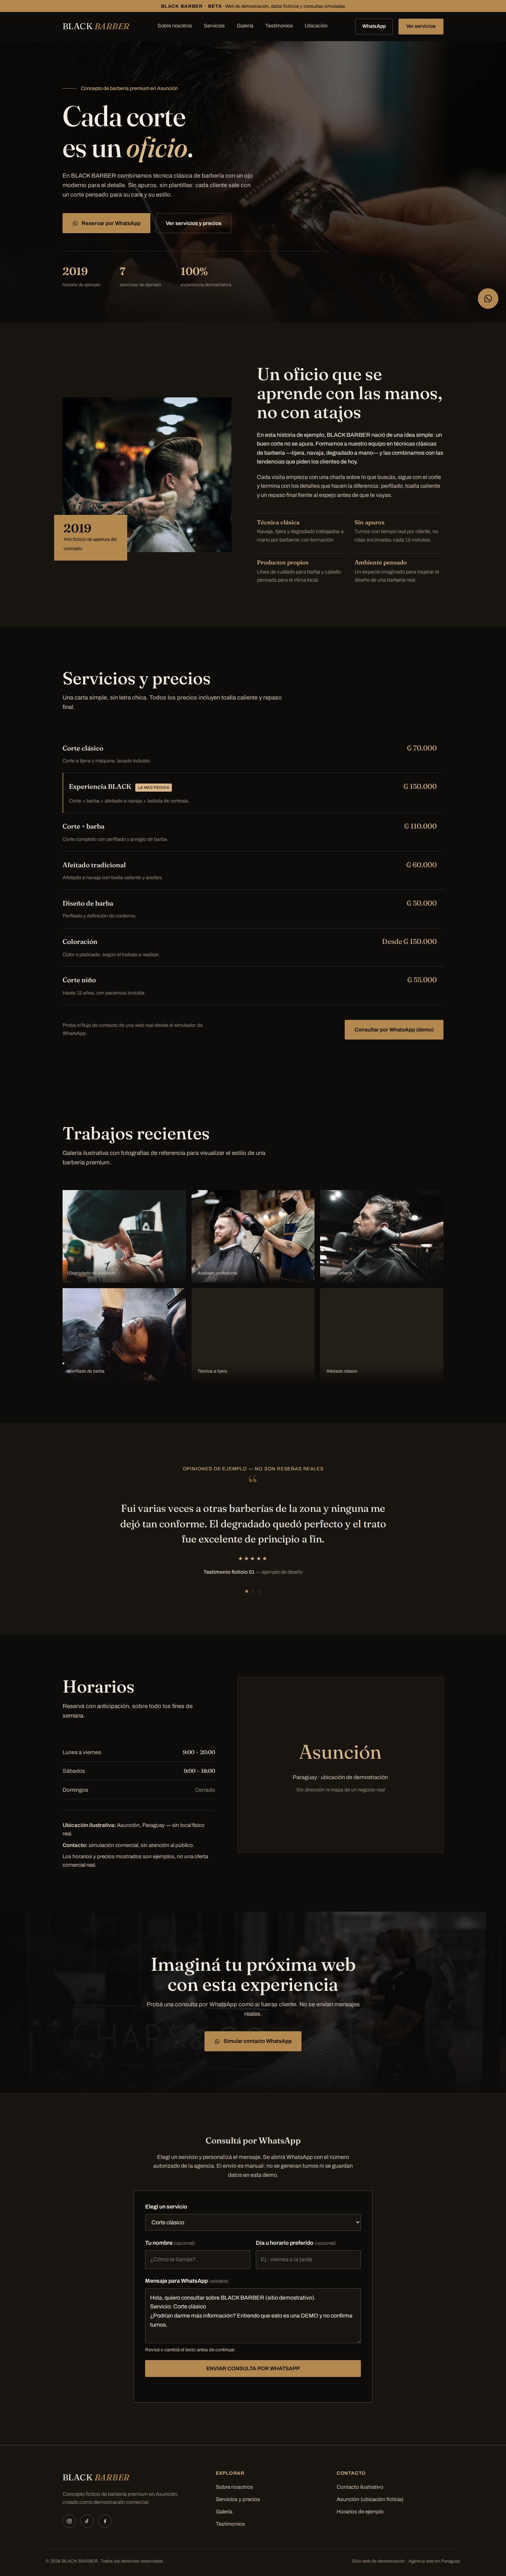 BLACK BARBER · BETA Web de demostración, datos ficticios y consultas simuladas
BLACK BARBER
Sobre nosotros
Servicios
Galería
Testimonios
Ubicación
WhatsApp
Ver servicios
Concepto de barbería premium en Asunción
Cada corte
es un oficio.
En BLACK BARBER combinamos técnica clásica de barbería con un ojo
moderno para el detalle. Sin apuros, sin plantillas: cada cliente sale con
un corte pensado para su cara y su estilo.
Reservar por WhatsApp
Ver servicios y precios
2019
historia de ejemplo
7
servicios de ejemplo
100%
experiencia demostrativa
Un oficio que se
aprende con las manos,
no con atajos
En esta historia de ejemplo, BLACK BARBER nació de una idea simple: un
buen corte no se apura. Formamos a nuestro equipo en técnicas clásicas
de barbería —tijera, navaja, degradado a mano— y las combinamos con las
tendencias que piden los clientes de hoy.
Cada visita empieza con una charla sobre lo que buscás, sigue con el corte
y termina con los detalles que hacen la diferencia: perfilado, toalla caliente
y un repaso final frente al espejo antes de que te vayas.
2019
Año ficticio de apertura del
concepto
Técnica clásica
Navaja, tijera y degradado trabajados a
mano por barberos con formación.
Sin apuros
Turnos con tiempo real por cliente, no
citas encimadas cada 15 minutos.
Productos propios
Línea de cuidado para barba y cabello
pensada para el clima local.
Ambiente pensado
Un espacio imaginado para inspirar el
diseño de una barbería real.
Servicios y precios
Una carta simple, sin letra chica. Todos los precios incluyen toalla caliente y repaso
final.
Corte clásico
₲ 70.000
Corte a tijera y máquina, lavado incluido.
Experiencia BLACK LA MÁS PEDIDA
₲ 150.000
Corte + barba + afeitado a navaja + bebida de cortesía.
Corte + barba
₲ 110.000
Corte completo con perfilado y arreglo de barba.
Afeitado tradicional
₲ 60.000
Afeitado a navaja con toalla caliente y aceites.
Diseño de barba
₲ 50.000
Perfilado y definición de contorno.
Coloración
Desde ₲ 150.000
Color o platinado, según el trabajo a realizar.
Corte niño
₲ 55.000
Hasta 12 años, con paciencia incluida.
Probá el flujo de contacto de una web real desde el simulador de
WhatsApp.
Consultar por WhatsApp (demo)
Trabajos recientes
Galería ilustrativa con fotografías de referencia para visualizar el estilo de una
barbería premium.
Perfilado de barba
Técnica a tijera
Afeitado clásico
OPINIONES DE EJEMPLO — NO SON RESEÑAS REALES
“
Fui varias veces a otras barberías de la zona y ninguna me
dejó tan conforme. El degradado quedó perfecto y el trato
fue excelente de principio a fin.
★★★★★
Testimonio ficticio 01 — ejemplo de diseño
Horarios
Reservá con anticipación, sobre todo los fines de
semana.
Lunes a viernes
9:00 – 20:00
Sábados
9:00 – 18:00
Domingos
Cerrado
Ubicación ilustrativa: Asunción, Paraguay — sin local físico
real.
Contacto: simulación comercial, sin atención al público.
Los horarios y precios mostrados son ejemplos, no una oferta
comercial real.
Asunción
Paraguay · ubicación de demostración
Sin dirección ni mapa de un negocio real
Imaginá tu próxima web
con esta experiencia
Probá una consulta por WhatsApp como si fueras cliente. No se envían mensajes
reales.
Simular contacto WhatsApp
Consultá por WhatsApp
Elegí un servicio y personalizá el mensaje. Se abrirá WhatsApp con el número
autorizado de la agencia. El envío es manual: no se generan turnos ni se guardan
datos en esta demo.
Elegí un servicio
Corte clásico
Tu nombre (opcional)
¿Cómo te llamás?
Día u horario preferido (opcional)
Ej.: viernes a la tarde
Mensaje para WhatsApp (editable)
Hola, quiero consultar sobre BLACK BARBER (sitio demostrativo).
Servicio: Corte clásico
¿Podrían darme más información? Entiendo que esto es una DEMO y no confirma
turnos.
Revisá o cambiá el texto antes de continuar.
ENVIAR CONSULTA POR WHATSAPP
BLACK BARBER
Concepto ficticio de barbería premium en Asunción,
creado como demostración comercial.
EXPLORAR
Sobre nosotros
Servicios y precios
Galería
Testimonios
CONTACTO
Contacto ilustrativo
Asunción (ubicación ficticia)
Horarios de ejemplo
© 2026 BLACK BARBER. Todos los derechos reservados.
Sitio web de demostración · Agencia web en Paraguay